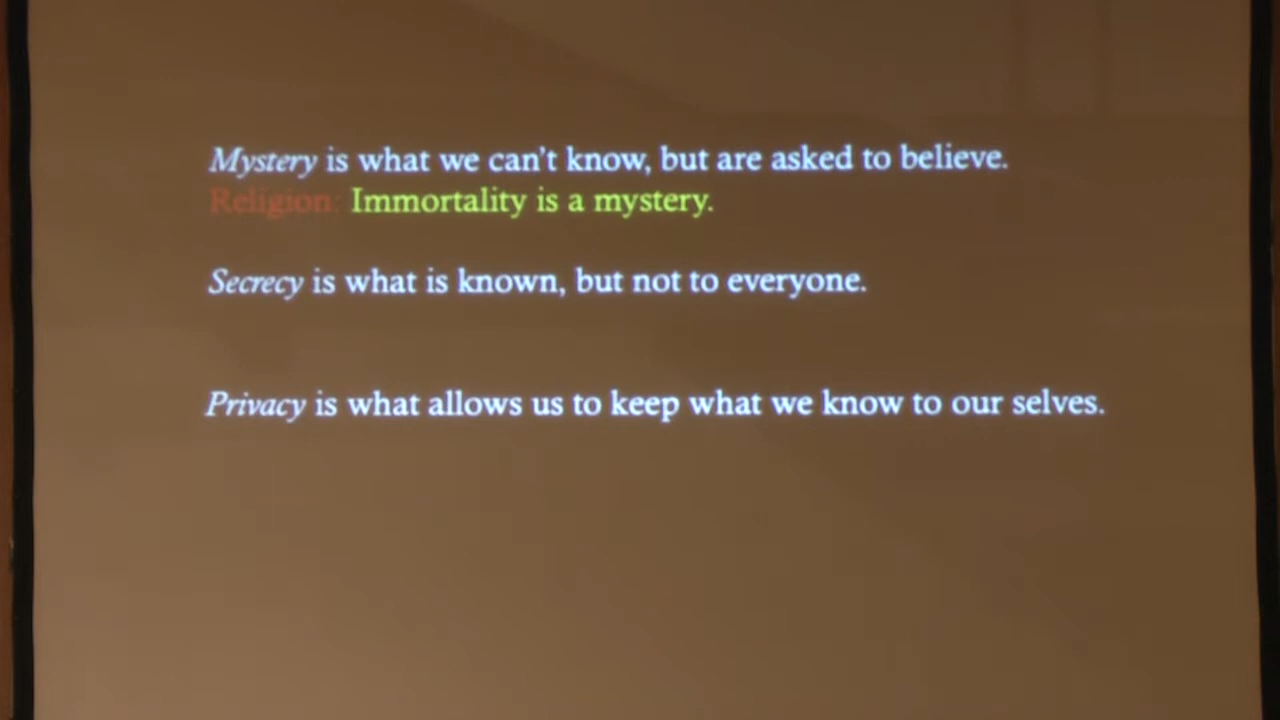 Mystery is what we can't know, but are asked to believe.
Religion: Immortality is a mystery.
Secrecy is what is known, but not to everyone.
Privacy is what allows us to keep what we know to our selves.